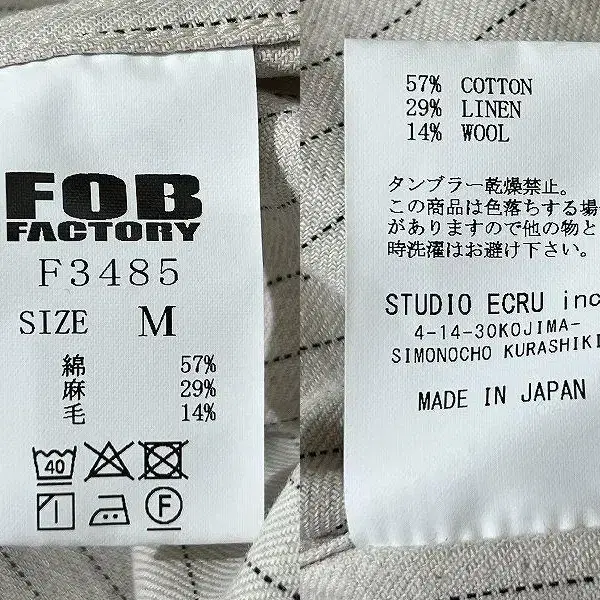 FOB
FACTORY
F3485
SIZE M
綿 57%
麻 29%
毛 14%
40
F
57% COTTON
29% LINEN
14% WOOL
タンブラー乾燥禁止。
この商品は色落ちする場
がありますので他の物と
時洗濯はお避け下さい。
STUDIO ECRU inc
4-14-30KOJIMA-
SIMONOCHO KURASHIKI
MADE IN JAPAN